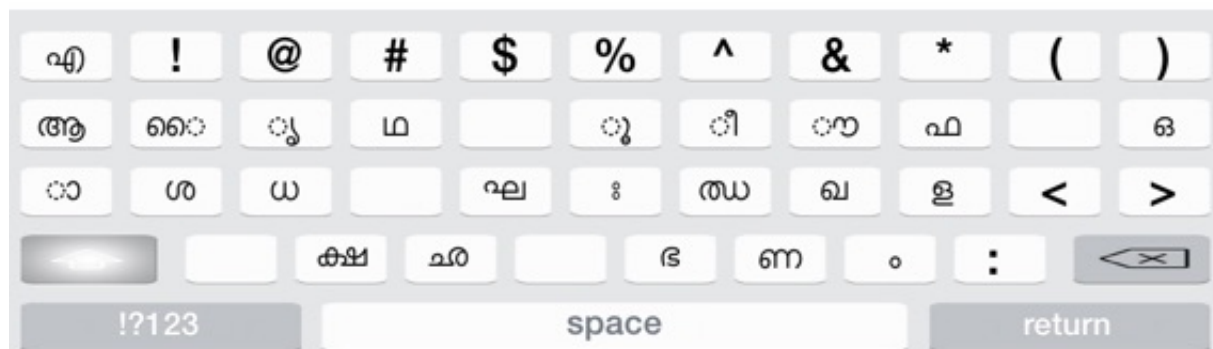 എ ! @ # $ % ^ & * ( )
ആ ൈ ൃ ഥ ൂ ീ ൗ ഫ ഒ
ാ ശ ധ ഘ ഃ ഝ ഖ ള < >
ക്ഷ ഛ ഭ ണ ം :
!?123 space return